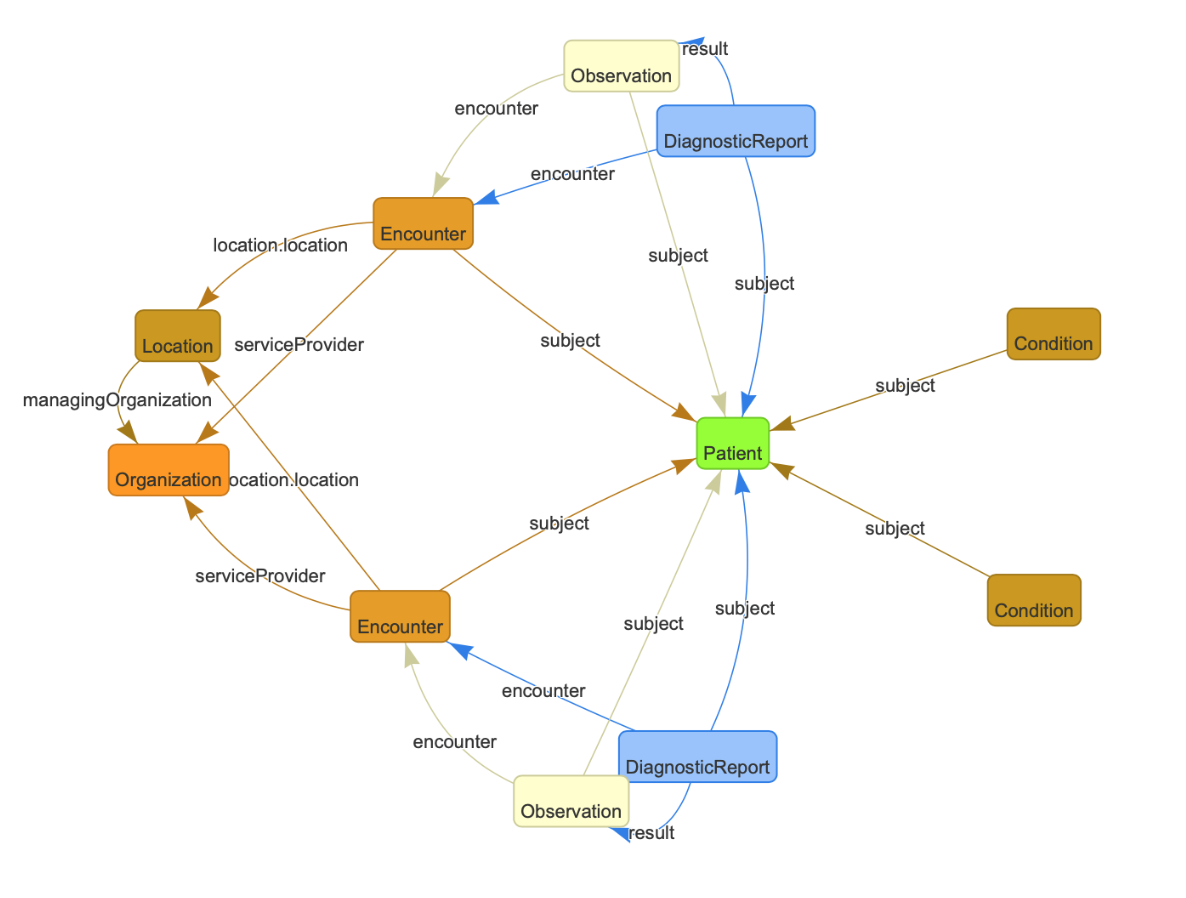 result
Observation
encounter
DiagnosticReport
encounter
Encounter
location.location
subject
subject
Location
serviceProvider
subject
Condition
subject
managingOrganization
Patient
Organization
ocation.location
subject
subject
serviceProvider
Encounter
subject
subject
Condition
encounter
encounter
DiagnosticReport
Observation
result